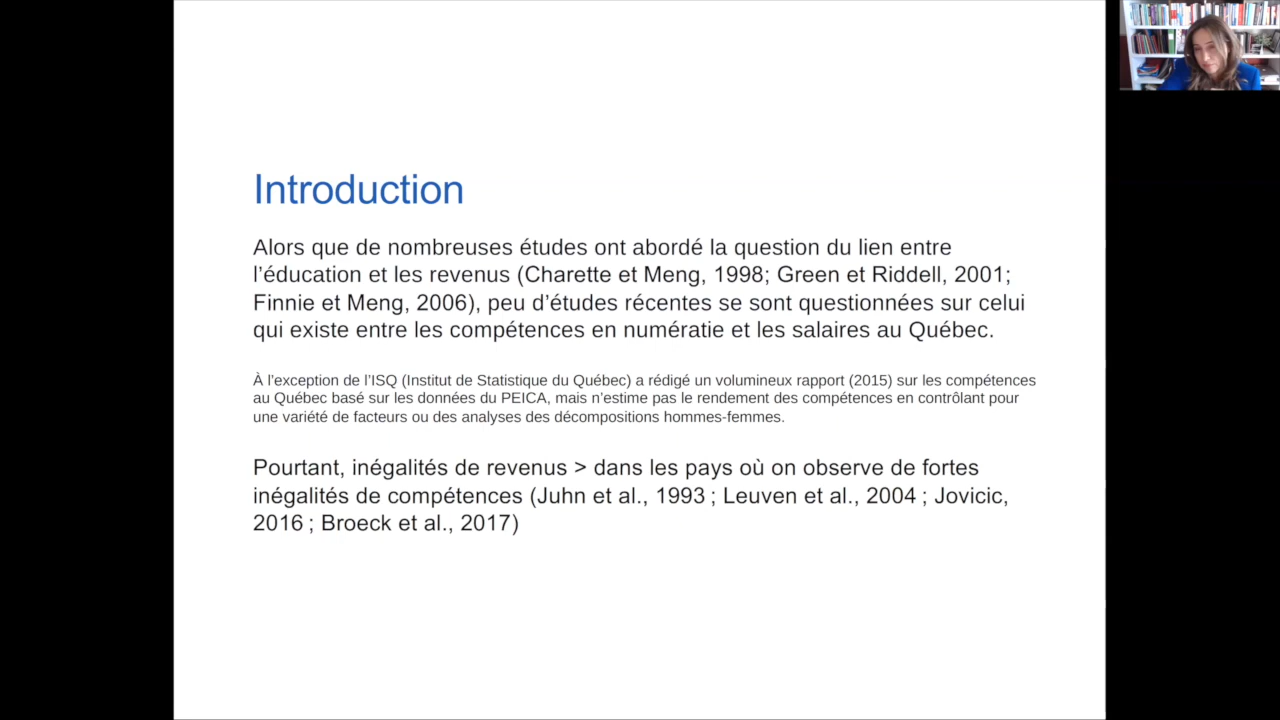 Introduction
Alors que de nombreuses études ont abordé la question du lien entre
l’éducation et les revenus (Charette et Meng, 1998; Green et Riddell, 2001;
Finnie et Meng, 2006), peu d’études récentes se sont questionnées sur celui
qui existe entre les compétences en numératie et les salaires au Québec.
À l’exception de l’ISQ (Institut de Statistique du Québec) a rédigé un volumineux rapport (2015) sur les compétences
au Québec basé sur les données du PEICA, mais n’estime pas le rendement des compétences en contrôlant pour
une variété de facteurs ou des analyses des décompositions hommes-femmes.
Pourtant, inégalités de revenus > dans les pays où on observe de fortes
inégalités de compétences (Juhn et al., 1993 ; Leuven et al., 2004 ; Jovicic,
2016 ; Broeck et al., 2017)